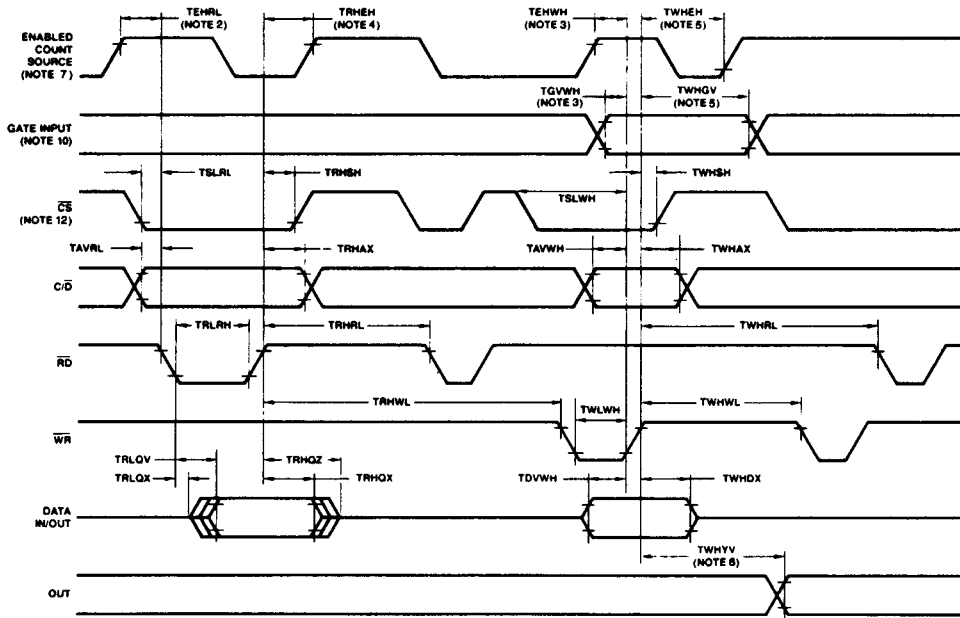 TEHRL
(NOTE 2)
TRHEH
(NOTE 4)
TEHWH
(NOTE 3)
TWHEH
(NOTE 5)
ENABLED
COUNT
SOURCE
(NOTE 7)
TGVWH
(NOTE 3)
TWHGV
(NOTE 5)
GATE INPUT
(NOTE 10)
TSLRL
TRHSH
TSLWH
TWHSH
CS
(NOTE 12)
TAVRL
TRHAX
TAVWH
TWHAX
C/D
TRLRH
TRHRL
TWHRL
RD
TRHWL
TWLWH
TWHWL
WR
TRLQV
TRHQZ
TRLQX
TRHQX
TDVWH
TWHDX
DATA
IN/OUT
TWHYV
(NOTE 6)
OUT